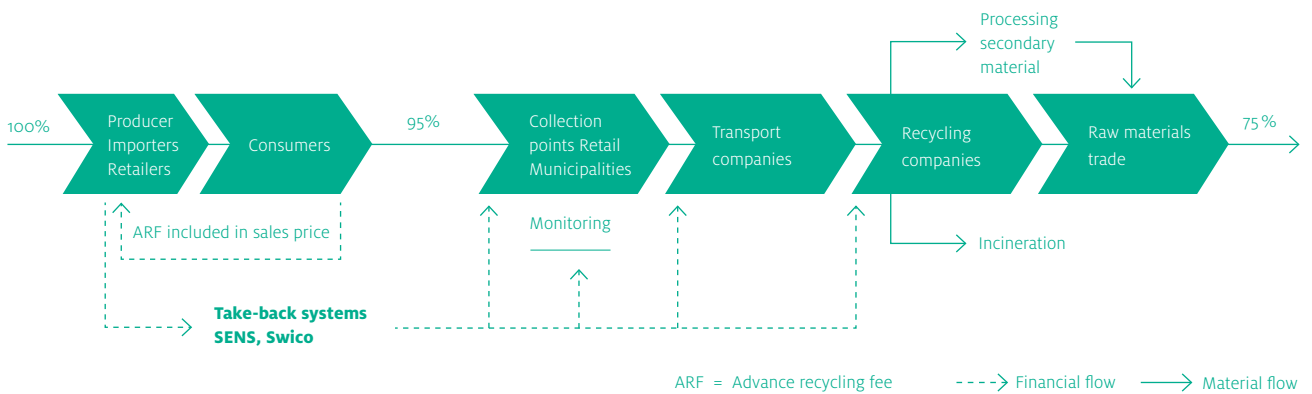 Processing
secondary
material
100%
Producer
Importers
Retailers
Consumers
95%
Collection
points Retail
Municipalities
Transport
companies
Recycling
companies
Raw materials
trade
75%
ARF included in sales price
Monitoring
Incineration
Take-back systems
SENS, Swico
ARF = Advance recycling fee
Financial flow
Material flow